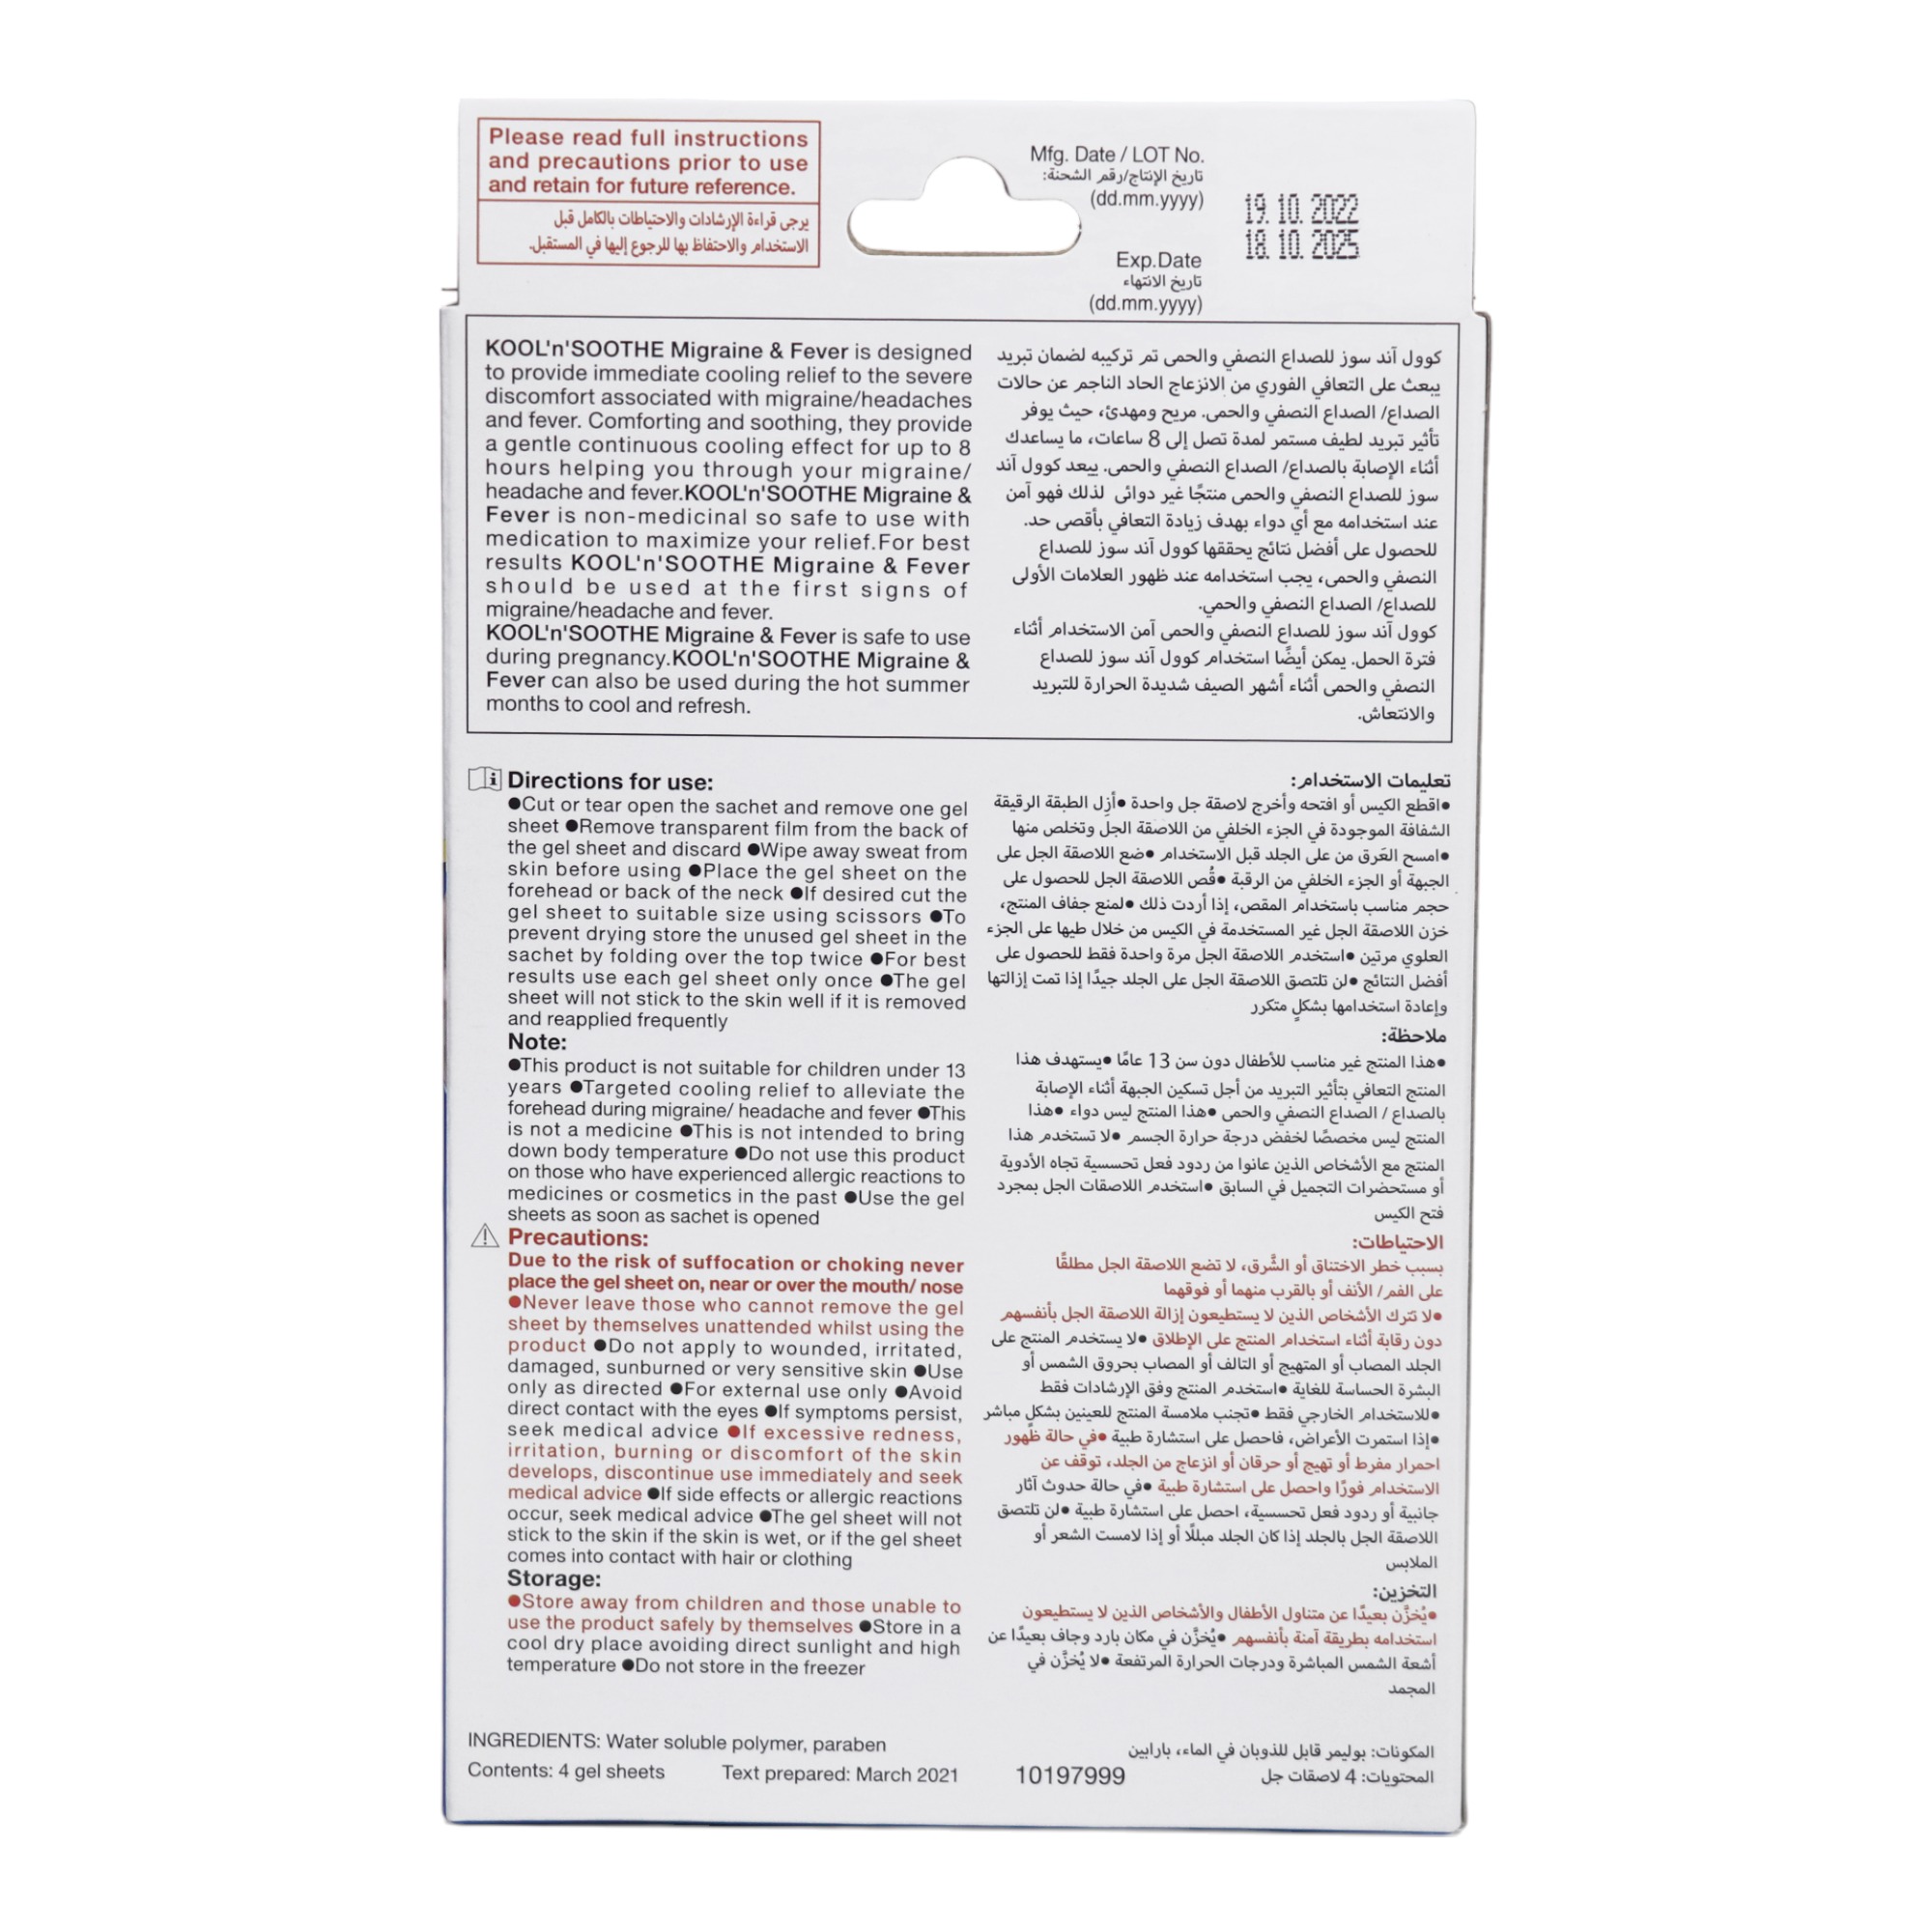 Please read full instructions
and precautions prior to use
and retain for future reference.
يرجى قراءة الإرشادات والاحتياطات بالكامل قبل
الاستخدام والاحتفاظ بها للرجوع إليها في المستقبل.
Mfg. Date / LOT No.
تاريخ الإنتاج/رقم الشحنة:
(dd.mm.yyyy)
19. 10. 2022
18. 10. 2025
Exp.Date
تاريخ الانتهاء
(dd.mm.yyyy)
KOOL'n'SOOTHE Migraine & Fever is designed
to provide immediate cooling relief to the severe
discomfort associated with migraine/headaches
and fever. Comforting and soothing, they provide
a gentle continuous cooling effect for up to 8
hours helping you through your migraine/
headache and fever.KOOL'n'SOOTHE Migraine &
Fever is non-medicinal so safe to use with
medication to maximize your relief.For best
results KOOL'n'SOOTHE Migraine & Fever
should be used at the first signs of
migraine/headache and fever.
KOOL'n'SOOTHE Migraine & Fever is safe to use
during pregnancy.KOOL'n'SOOTHE Migraine &
Fever can also be used during the hot summer
months to cool and refresh.
كوول آند سوز للصداع النصفي والحمى تم تركيبه لضمان تبريد
يبعث على التعافي الفوري من الانزعاج الحاد الناجم عن حالات
الصداع/ الصداع النصفي والحمى. مريح ومهدئ، حيث يوفر
تأثير تبريد لطيف مستمر لمدة تصل إلى 8 ساعات، ما يساعدك
أثناء الإصابة بالصداع/ الصداع النصفي والحمى. ييعد كوول آند
سوز للصداع النصفي والحمى منتجًا غير دوائى لذلك فهو آمن
عند استخدامه مع أي دواء بهدف زيادة التعافي بأقصى حد.
للحصول على أفضل نتائج يحققها كوول آند سوز للصداع
النصفي والحمى، يجب استخدامه عند ظهور العلامات الأولى
للصداع/ الصداع النصفي والحمي.
كوول آند سوز للصداع النصفي والحمى آمن الاستخدام أثناء
فترة الحمل. يمكن أيضًا استخدام كوول آند سوز للصداع
النصفي والحمى أثناء أشهر الصيف شديدة الحرارة للتبريد
والانتعاش.
Directions for use:
●Cut or tear open the sachet and remove one gel
sheet ●Remove transparent film from the back of
the gel sheet and discard ●Wipe away sweat from
skin before using ●Place the gel sheet on the
forehead or back of the neck ●If desired cut the
gel sheet to suitable size using scissors ●To
prevent drying store the unused gel sheet in the
sachet by folding over the top twice ●For best
results use each gel sheet only once ●The gel
sheet will not stick to the skin well if it is removed
and reapplied frequently
Note:
●This product is not suitable for children under 13
years ●Targeted cooling relief to alleviate the
forehead during migraine/ headache and fever ●This
is not a medicine ●This is not intended to bring
down body temperature ●Do not use this product
on those who have experienced allergic reactions to
medicines or cosmetics in the past ●Use the gel
sheets as soon as sachet is opened
Precautions:
Due to the risk of suffocation or choking never
place the gel sheet on, near or over the mouth/ nose
●Never leave those who cannot remove the gel
sheet by themselves unattended whilst using the
product ●Do not apply to wounded, irritated,
damaged, sunburned or very sensitive skin ●Use
only as directed ●For external use only ●Avoid
direct contact with the eyes ●If symptoms persist,
seek medical advice ●If excessive redness,
irritation, burning or discomfort of the skin
develops, discontinue use immediately and seek
medical advice ●If side effects or allergic reactions
occur, seek medical advice ●The gel sheet will not
stick to the skin if the skin is wet, or if the gel sheet
comes into contact with hair or clothing
Storage:
●Store away from children and those unable to
use the product safely by themselves ●Store in a
cool dry place avoiding direct sunlight and high
temperature ●Do not store in the freezer
تعليمات الاستخدام:
●اقطع الكيس أو افتحه وأخرج لاصقة جل واحدة ●أزِل الطبقة الرقيقة
الشفافة الموجودة في الجزء الخلفي من اللاصقة الجل وتخلص منها
●امسح العَرق من على الجلد قبل الاستخدام ●ضع اللاصقة الجل على
الجبهة أو الجزء الخلفي من الرقبة ●قُص اللاصقة الجل للحصول على
حجم مناسب باستخدام المقص، إذا أردت ذلك ●لمنع جفاف المنتج،
خزن اللاصقة الجل غير المستخدمة في الكيس من خلال طيها على الجزء
العلوي مرتين ●استخدم اللاصقة الجل مرة واحدة فقط للحصول على
أفضل النتائج ●لن تلتصق اللاصقة الجل على الجلد جيدًا إذا تمت إزالتها
وإعادة استخدامها بشكلٍ متكرر
ملاحظة:
●هذا المنتج غير مناسب للأطفال دون سن 13 عامًا ●يستهدف هذا
المنتج التعافي بتأثير التبريد من أجل تسكين الجبهة أثناء الإصابة
بالصداع / الصداع النصفي والحمى ●هذا المنتج ليس دواء ●هذا
المنتج ليس مخصصًا لخفض درجة حرارة الجسم ●لا تستخدم هذا
المنتج مع الأشخاص الذين عانوا من ردود فعل تحسسية تجاه الأدوية
أو مستحضرات التجميل في السابق ●استخدم اللاصقات الجل بمجرد
فتح الكيس
الاحتياطات:
بسبب خطر الاختناق أو الشَّرق، لا تضع اللاصقة الجل مطلقًا
على الفم/ الأنف أو بالقرب منهما أو فوقهما
●لا تترك الأشخاص الذين لا يستطيعون إزالة اللاصقة الجل بأنفسهم
دون رقابة أثناء استخدام المنتج على الإطلاق ●لا يستخدم المنتج على
الجلد المصاب أو المتهيج أو التالف أو المصاب بحروق الشمس أو
البشرة الحساسة للغاية ●استخدم المنتج وفق الإرشادات فقط
●للاستخدام الخارجي فقط ●تجنب ملامسة المنتج للعينين بشكلٍ مباشر
●إذا استمرت الأعراض، فاحصل على استشارة طبية ●في حالة ظُهور
احمرار مفرط أو تهيج أو حرقان أو انزعاج من الجلد، توقف عن
الاستخدام فورًا واحصل على استشارة طبية ●في حالة حدوث آثار
جانبية أو ردود فعل تحسسية، احصل على استشارة طبية ●لن تلتصق
اللاصقة الجل بالجلد إذا كان الجلد مبللًا أو إذا لامست الشعر أو
الملابس
التخزين:
●يُخزَّن بعيدًا عن متناول الأطفال والأشخاص الذين لا يستطيعون
استخدامه بطريقة آمنة بأنفسهم ●يُخزَّن في مكان بارد وجاف بعيدًا عن
أشعة الشمس المباشرة ودرجات الحرارة المرتفعة ●لا يُخزَّن في
المجمد
INGREDIENTS: Water soluble polymer, paraben
Contents: 4 gel sheets Text prepared: March 2021
10197999
المكونات: بوليمر قابل للذوبان في الماء، بارابين
المحتويات: 4 لاصقات جل